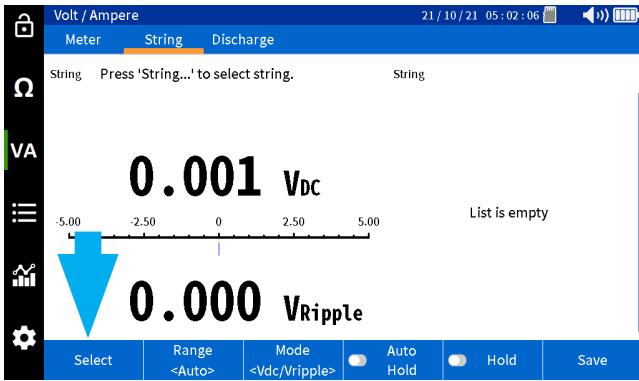 Volt / Ampere 21 / 10 / 21 05 : 02 : 06
Meter String Discharge
String Press 'String...' to select string. String
Ω
VA
0.001 VDC
-5.00 -2.50 0 2.50 5.00
List is empty
0.000 VRipple
Select
Range
<Auto>
Mode
<Vdc/Vripple>
Auto
Hold
Hold
Save